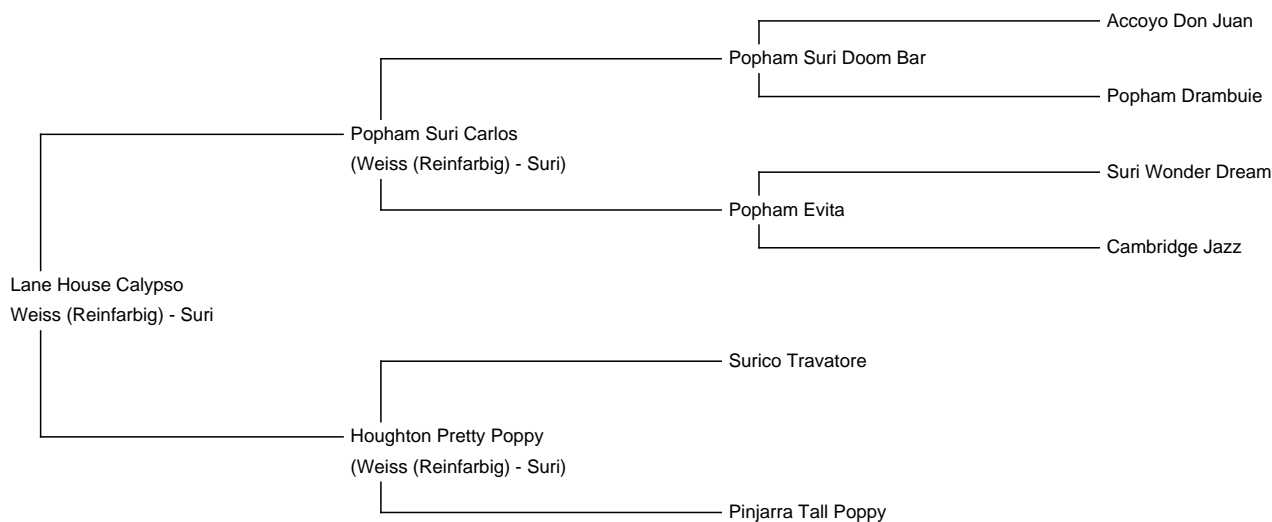 Accoyo Don Juan
Popham Suri Doom Bar
Popham Drambuie
Popham Suri Carlos
(Weiss (Reinfarbig) - Suri)
Suri Wonder Dream
Popham Evita
Cambridge Jazz
Lane House Calypso
Weiss (Reinfarbig) - Suri
Surico Travatore
Houghton Pretty Poppy
(Weiss (Reinfarbig) - Suri)
Pinjarra Tall Poppy